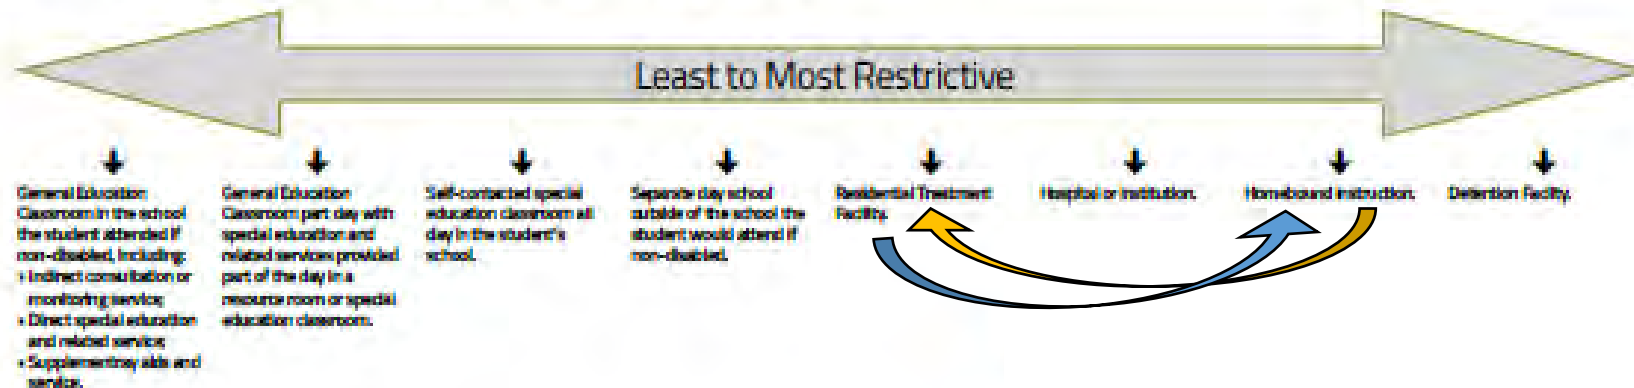 Least to Most Restrictive
General Education
Classroom in the school
the student attended if
non-disabled, including:
• Indirect consultation or
monitoring service;
• Direct special education
and related service;
• Supplementray aids and
service.
General Education
Classroom part day with
special education and
related services provided
part of the day in a
resource room or special
education classroom.
Self-contacted special
education classroom all
day in the student's
school.
Separate day school
outside of the school the
student would attend if
non-disabled.
Residential Treatment
Facility.
Hospital or Institution.
Homebound instruction.
Detention Facility.